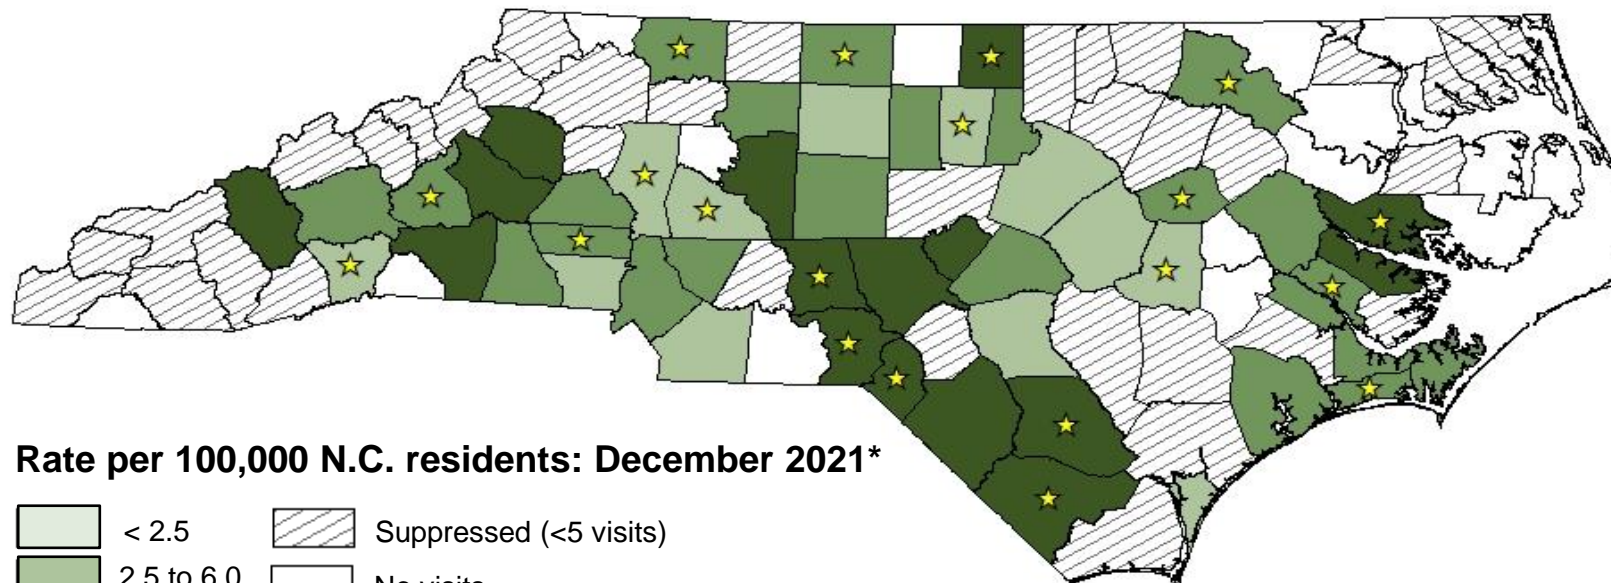 Rate per 100,000 N.C. residents: December 2021*
< 2.5
Suppressed (<5 visits)
2.5 to 6.0
No visits